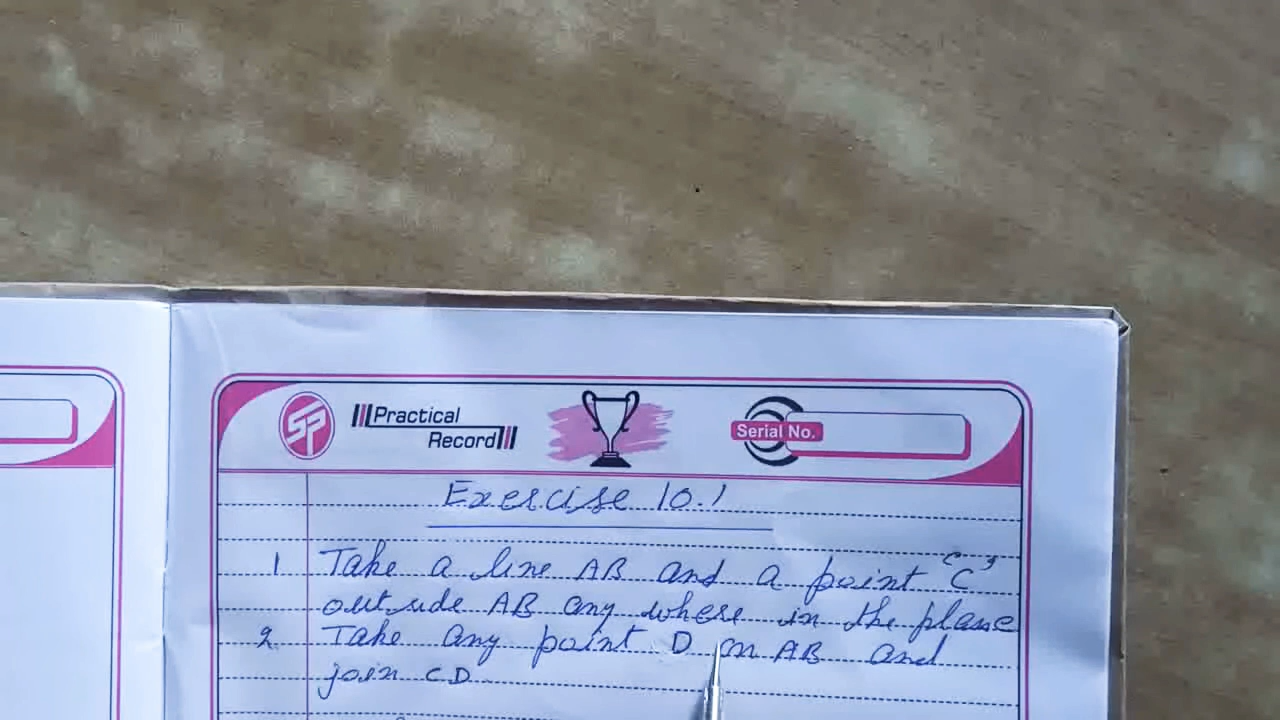 SP
Practical
Record
Serial No.
Exercise 10.1
1 Take a line AB and a point 'C'
outside AB any where in the plane
2. Take any point D on AB and
join CD